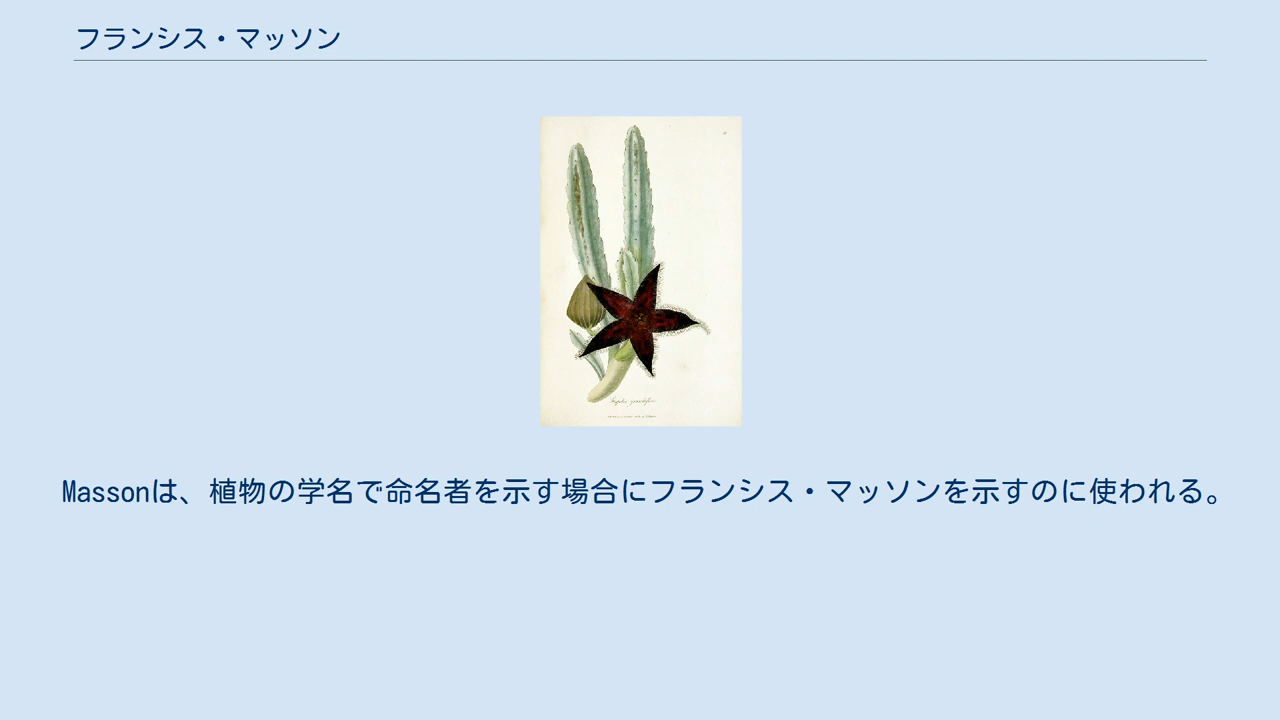 フランシス・マッソン
Massonは、植物の学名で命名者を示す場合にフランシス・マッソンを示すのに使われる。